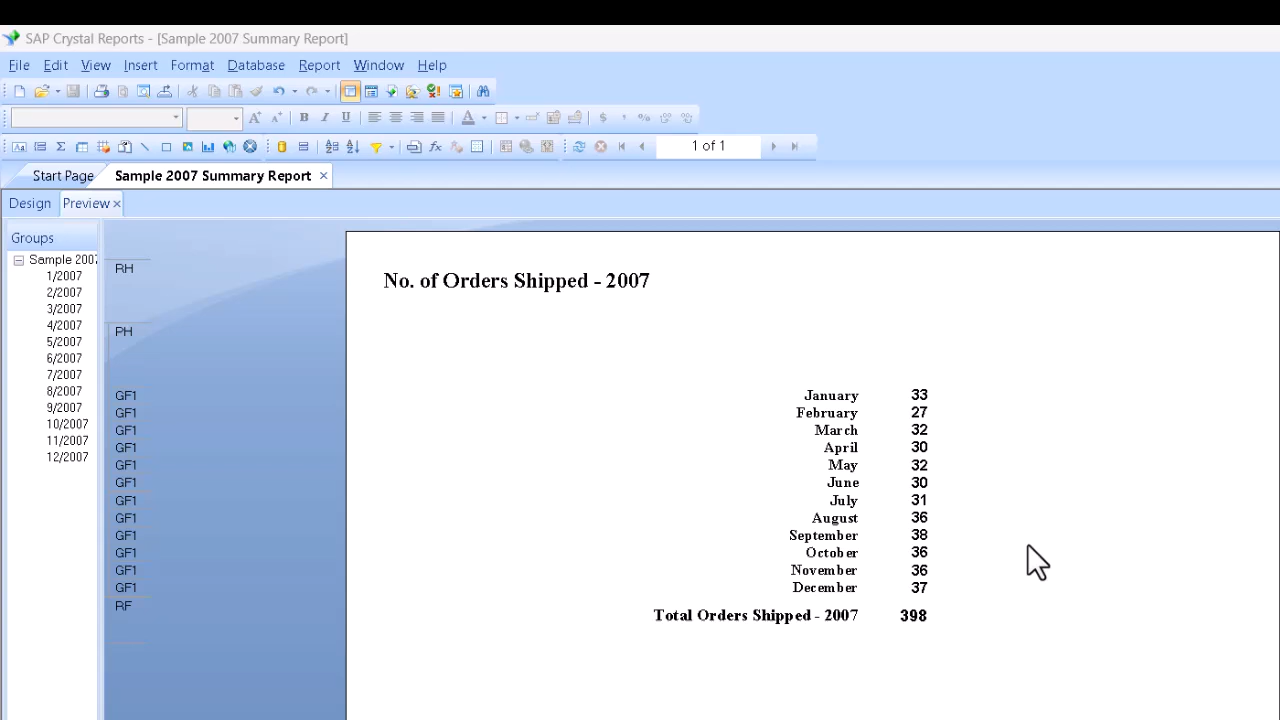 SAP Crystal Reports - [Sample 2007 Summary Report]
File Edit View Insert Format Database Report Window Help
1 of 1
Start Page Sample 2007 Summary Report ×
Design Preview ×
Groups
Sample 2007
1/2007
2/2007
3/2007
4/2007
5/2007
6/2007
7/2007
8/2007
9/2007
10/2007
11/2007
12/2007
RH
PH
GF1
GF1
GF1
GF1
GF1
GF1
GF1
GF1
GF1
GF1
GF1
GF1
RF
No. of Orders Shipped - 2007
January 33
February 27
March 32
April 30
May 32
June 30
July 31
August 36
September 38
October 36
November 36
December 37
Total Orders Shipped - 2007 398